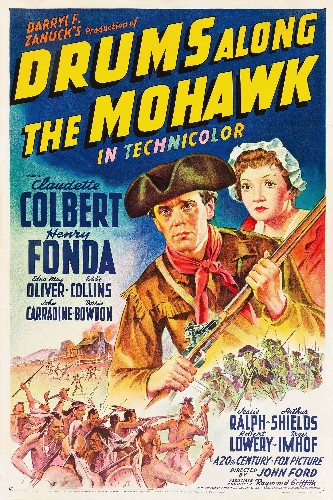 DARRYL F.
ZANUCK'S Production of
DRUMS ALONG
THE MOHAWK
IN TECHNICOLOR
Claudette
COLBERT
Henry
FONDA
Edna May Eddie
OLIVER · COLLINS
John Dorris
CARRADINE · BOWDON
Jessie Arthur
RALPH · SHIELDS
Robert Roger
LOWERY · IMHOF
A 20th CENTURY-FOX PICTURE
DIRECTED BY JOHN FORD
Raymond Griffith